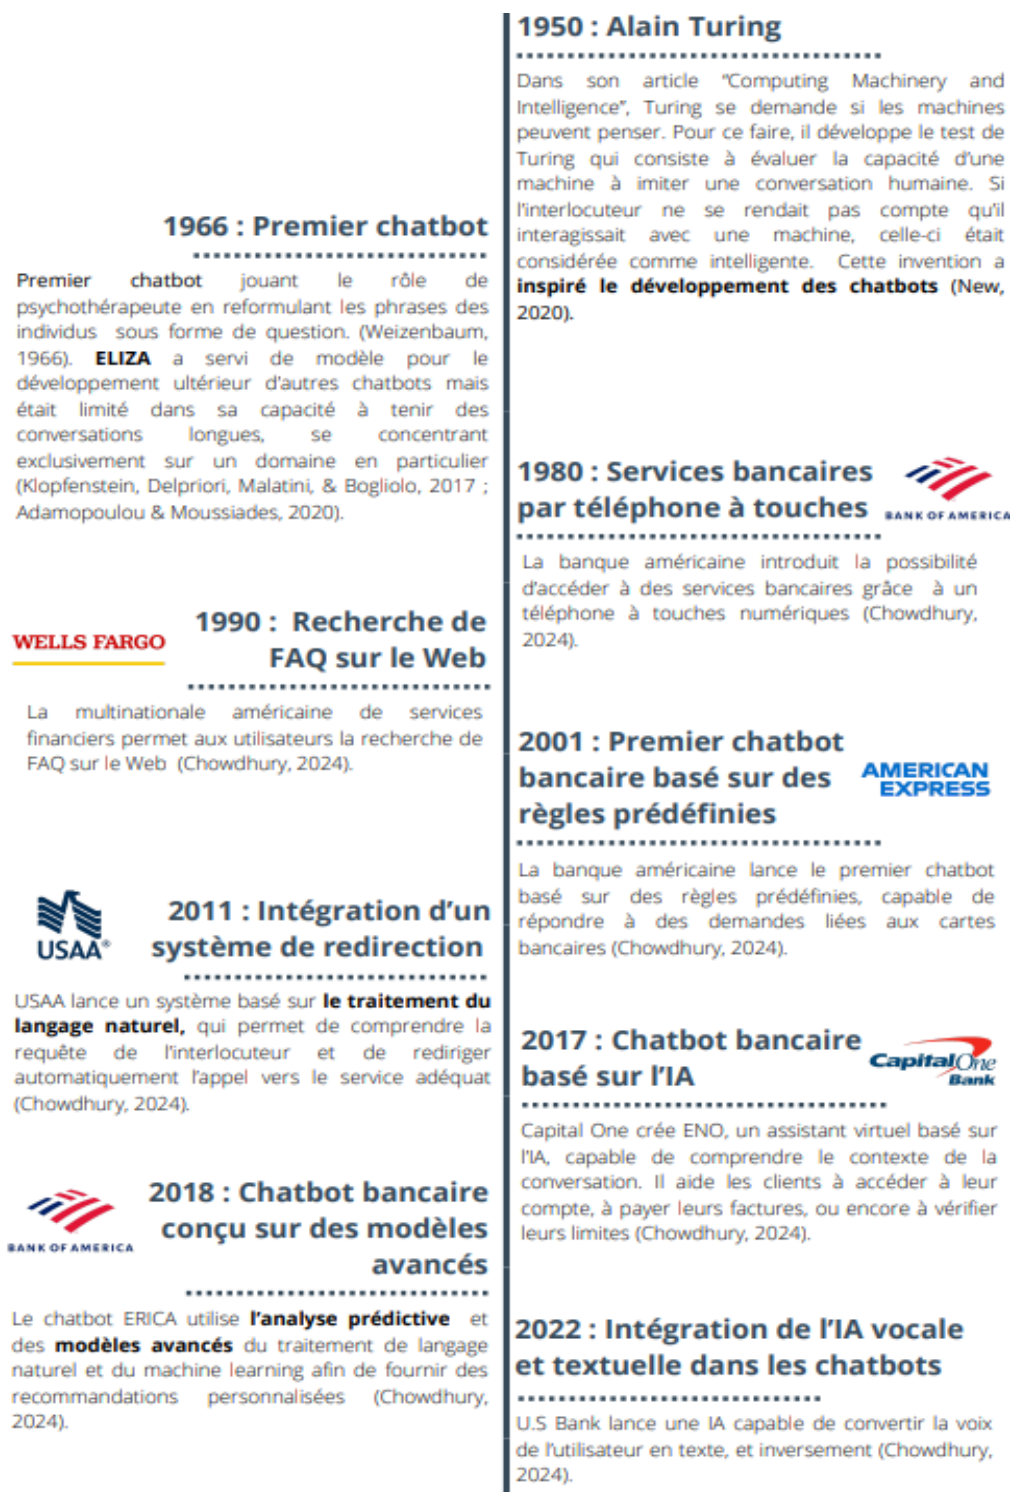 1950 : Alain Turing
Dans son article “Computing Machinery and
Intelligence”, Turing se demande si les machines
peuvent penser. Pour ce faire, il développe le test de
Turing qui consiste à évaluer la capacité d’une
machine à imiter une conversation humaine. Si
l’interlocuteur ne se rendait pas compte qu’il
interagissait avec une machine, celle-ci était
considérée comme intelligente. Cette invention a
inspiré le développement des chatbots (New,
2020).
1966 : Premier chatbot
Premier chatbot jouant le rôle de
psychothérapeute en reformulant les phrases des
individus sous forme de question. (Weizenbaum,
1966). ELIZA a servi de modèle pour le
développement ultérieur d'autres chatbots mais
était limité dans sa capacité à tenir des
conversations longues, se concentrant
exclusivement sur un domaine en particulier
(Klopfenstein, Delpriori, Malatini, & Bogliolo, 2017 ;
Adamopoulou & Moussiades, 2020).
1980 : Services bancaires
par téléphone à touches
BANK OF AMERICA
La banque américaine introduit la possibilité
d’accéder à des services bancaires grâce à un
téléphone à touches numériques (Chowdhury,
2024).
WELLS FARGO
1990 : Recherche de
FAQ sur le Web
La multinationale américaine de services
financiers permet aux utilisateurs la recherche de
FAQ sur le Web (Chowdhury, 2024).
2001 : Premier chatbot
bancaire basé sur des
règles prédéfinies
AMERICAN
EXPRESS
La banque américaine lance le premier chatbot
basé sur des règles prédéfinies, capable de
répondre à des demandes liées aux cartes
bancaires (Chowdhury, 2024).
USAA®
2011 : Intégration d’un
système de redirection
USAA lance un système basé sur le traitement du
langage naturel, qui permet de comprendre la
requête de l’interlocuteur et de rediriger
automatiquement l’appel vers le service adéquat
(Chowdhury, 2024).
2017 : Chatbot bancaire
basé sur l’IA
CapitalOne
Bank
Capital One crée ENO, un assistant virtuel basé sur
l’IA, capable de comprendre le contexte de la
conversation. Il aide les clients à accéder à leur
compte, à payer leurs factures, ou encore à vérifier
leurs limites (Chowdhury, 2024).
BANK OF AMERICA
2018 : Chatbot bancaire
conçu sur des modèles
avancés
Le chatbot ERICA utilise l’analyse prédictive et
des modèles avancés du traitement de langage
naturel et du machine learning afin de fournir des
recommandations personnalisées (Chowdhury,
2024).
2022 : Intégration de l’IA vocale
et textuelle dans les chatbots
U.S Bank lance une IA capable de convertir la voix
de l’utilisateur en texte, et inversement (Chowdhury,
2024).